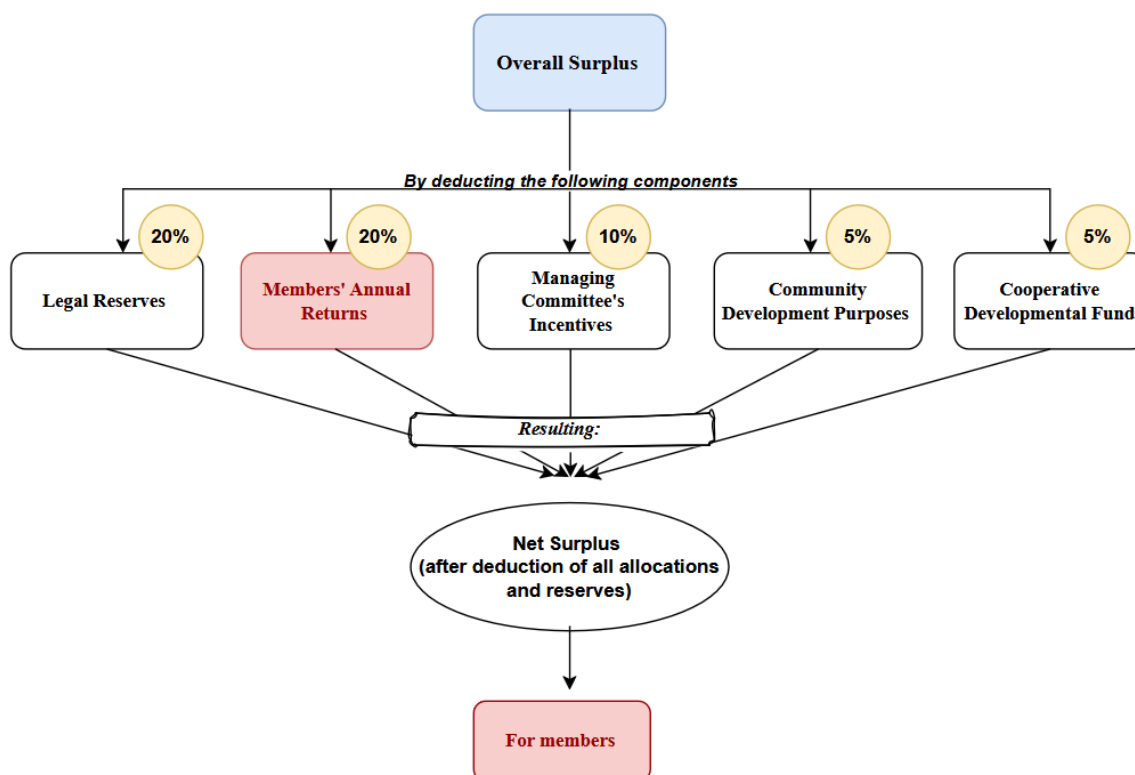 Overall Surplus
By deducting the following components
20%
20%
10%
5%
5%
Legal Reserves
Members' Annual
Returns
Managing
Committee's
Incentives
Community
Development Purposes
Cooperative
Developmental Fund
Resulting:
Net Surplus
(after deduction of all allocations
and reserves)
For members